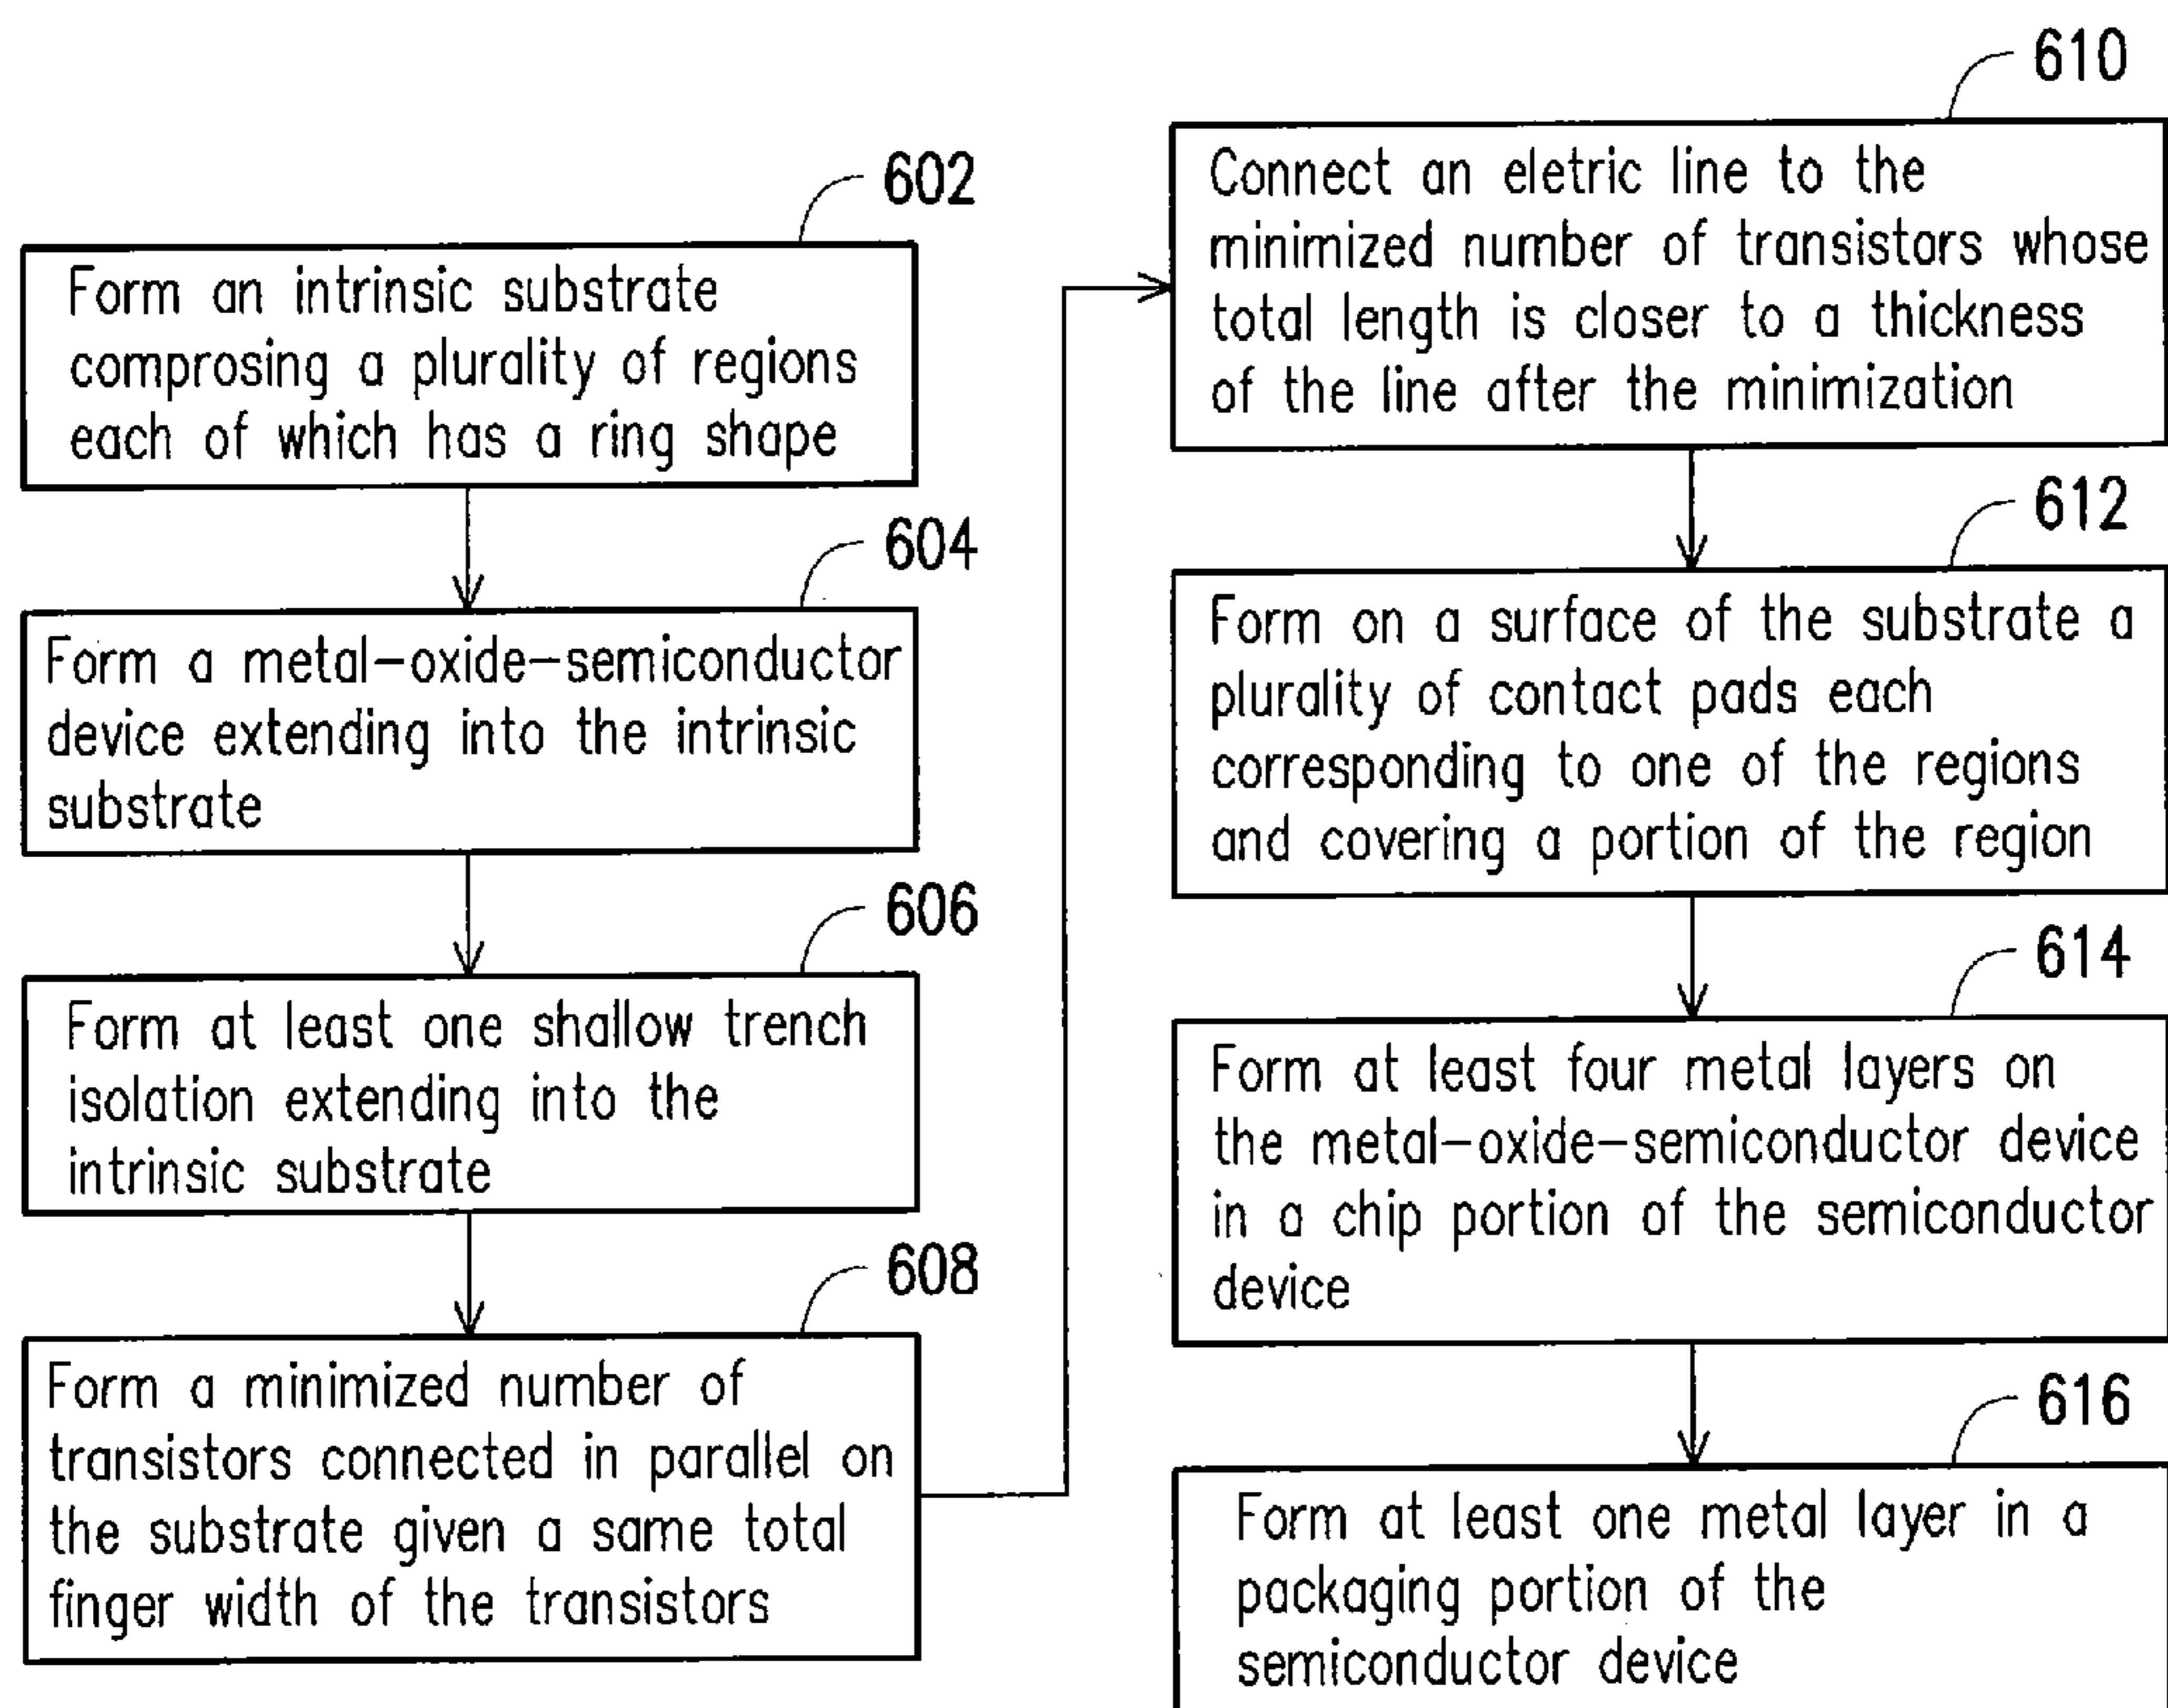 602
Form an intrinsic substrate
comprosing a plurality of regions
each of which has a ring shape
604
Form a metal-oxide-semiconductor
device extending into the intrinsic
substrate
606
Form at least one shallow trench
isolation extending into the
intrinsic substrate
608
Form a minimized number of
transistors connected in parallel on
the substrate given a same total
finger width of the transistors
610
Connect an eletric line to the
minimized number of transistors whose
total length is closer to a thickness
of the line after the minimization
612
Form on a surface of the substrate a
plurality of contact pads each
corresponding to one of the regions
and covering a portion of the region
614
Form at least four metal layers on
the metal-oxide-semiconductor device
in a chip portion of the semiconductor
device
616
Form at least one metal layer in a
packaging portion of the
semiconductor device